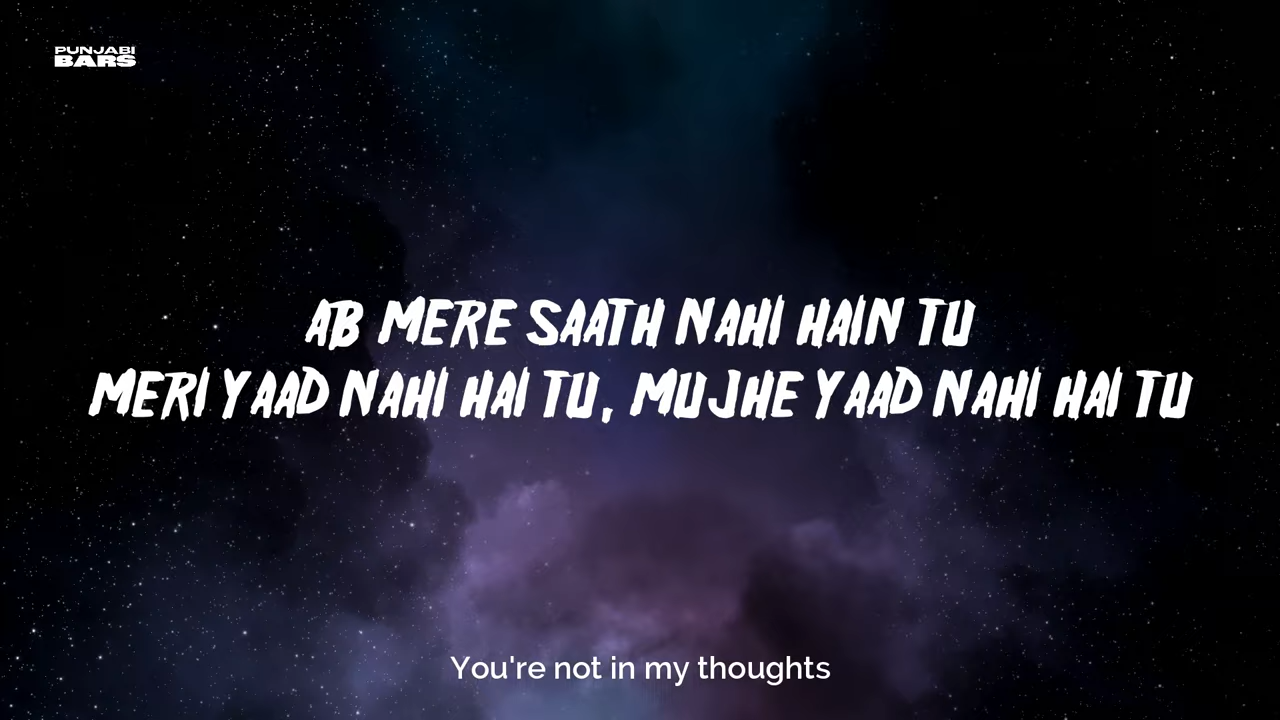 PUNJABI
BARS
AB MERE SAATH NAHI HAIN TU
MERI YAAD NAHI HAI TU, MUJHE YAAD NAHI HAI TU
You're not in my thoughts